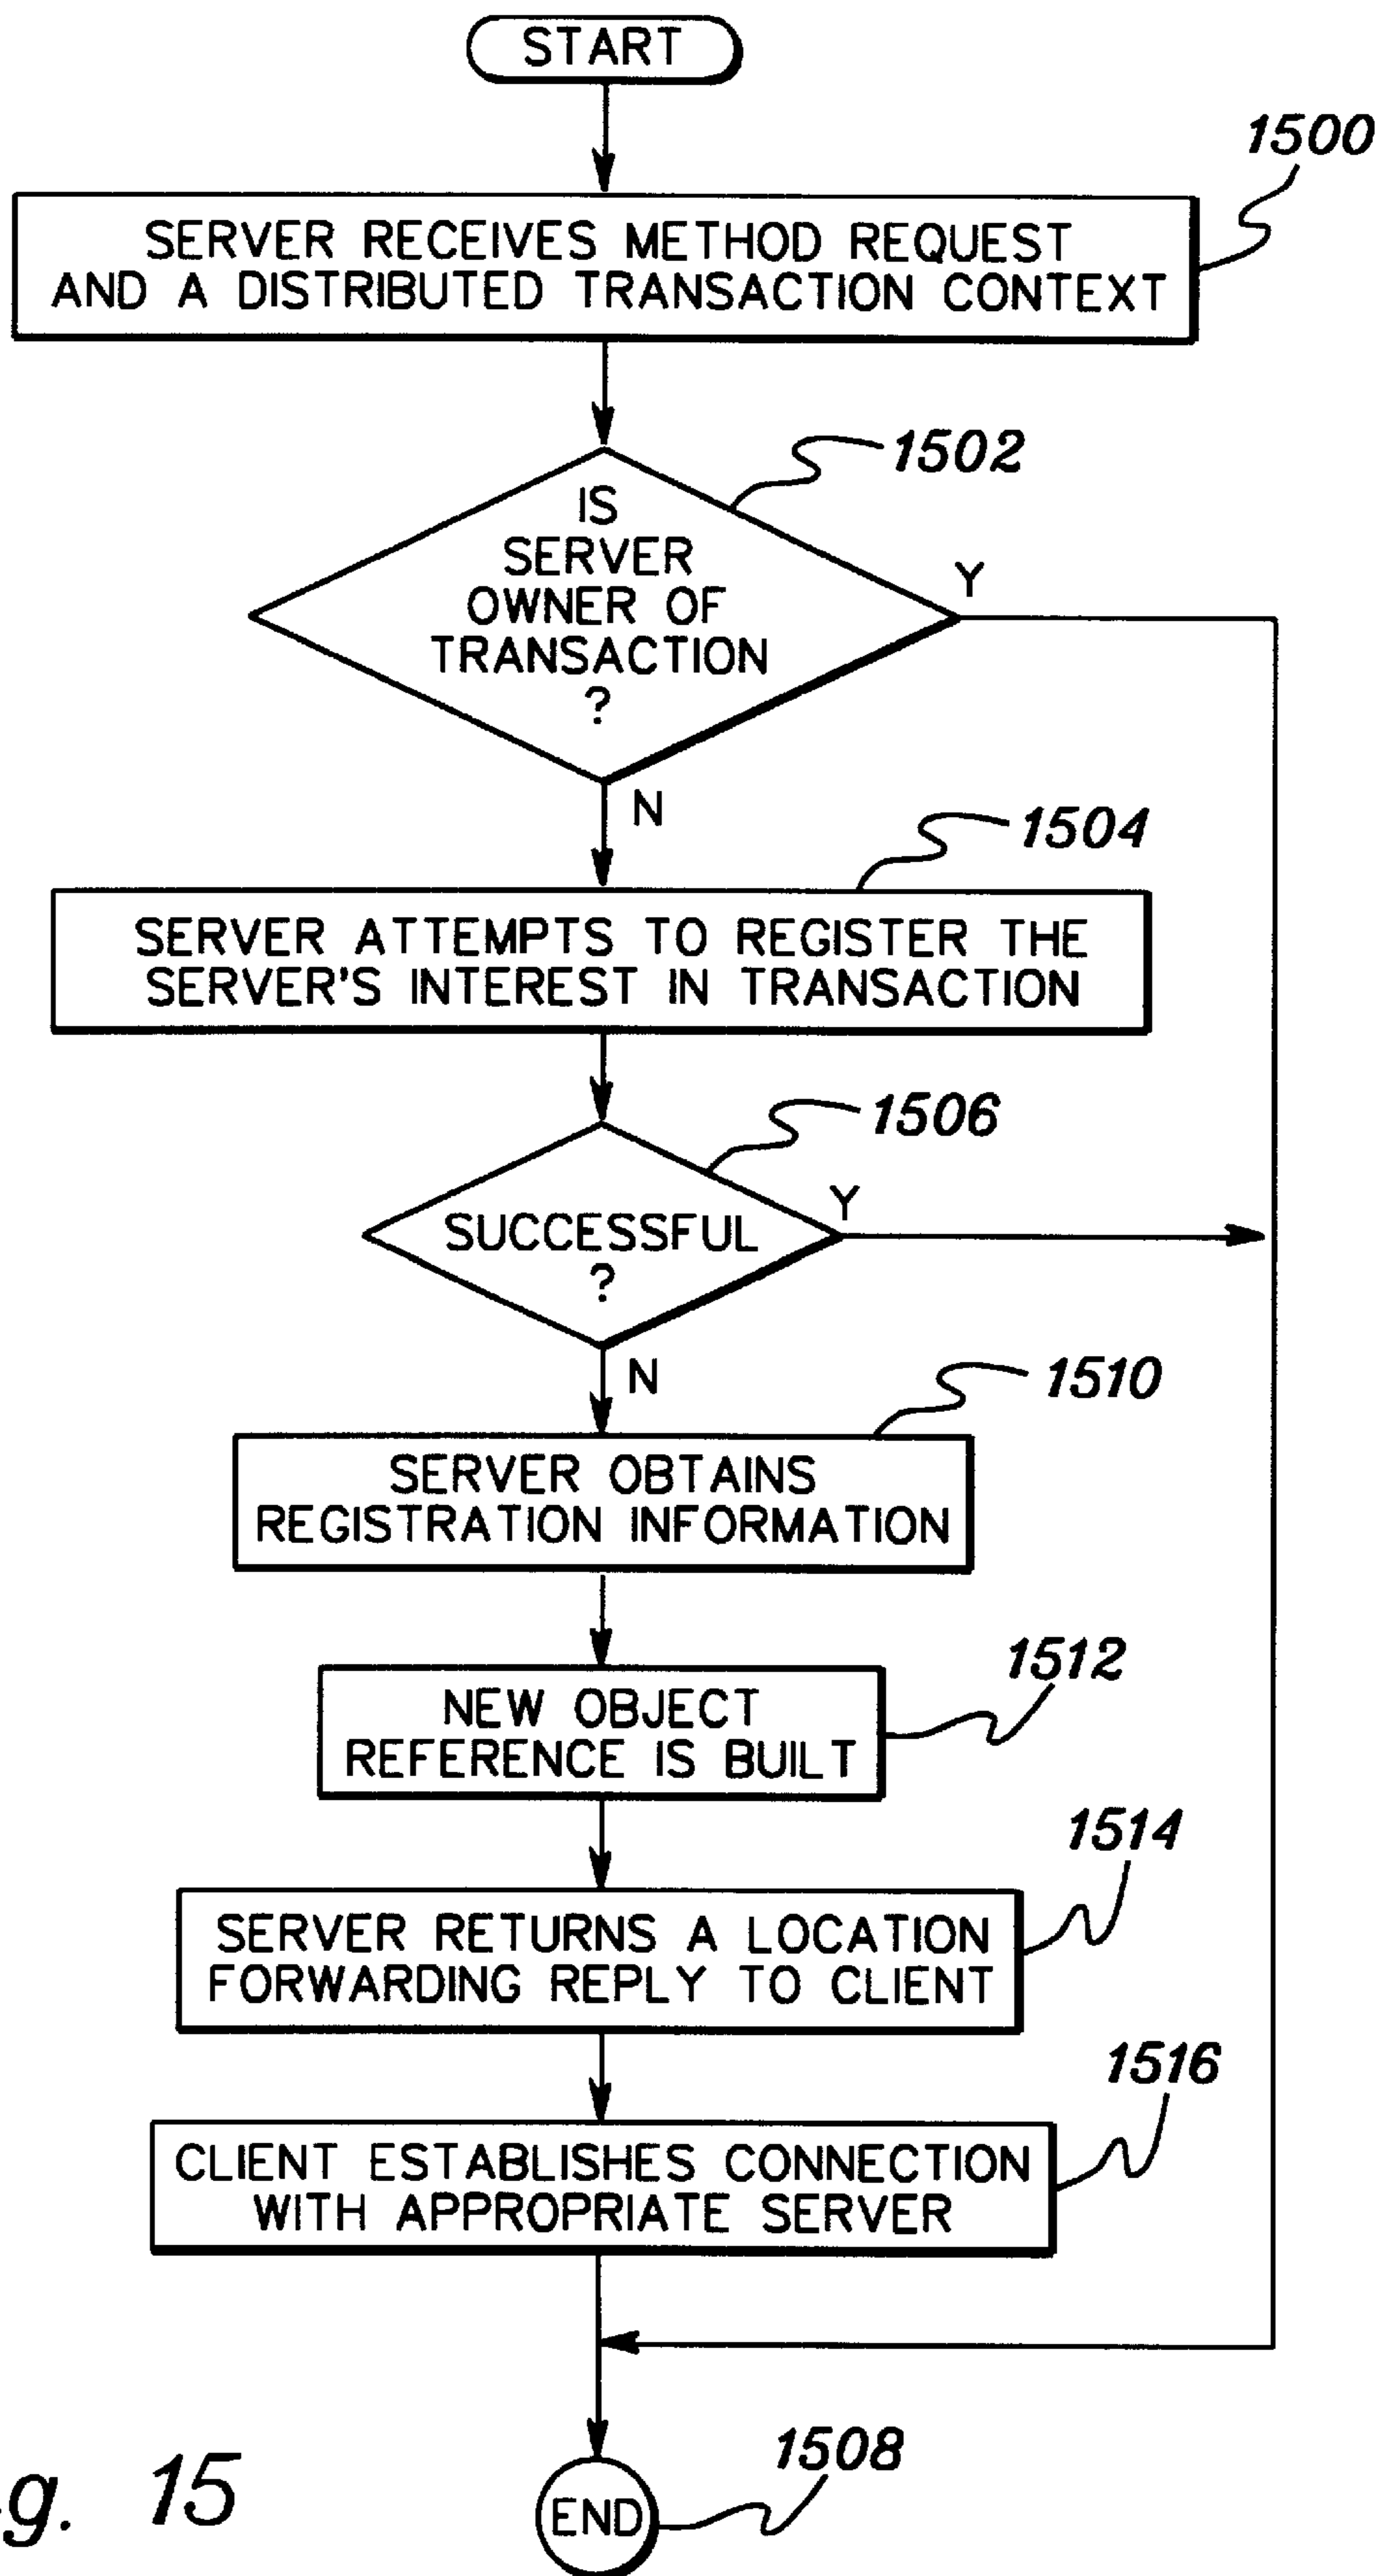 START
1500
SERVER RECEIVES METHOD REQUEST
AND A DISTRIBUTED TRANSACTION CONTEXT
1502
IS
SERVER
OWNER OF
TRANSACTION
?
Y
N
1504
SERVER ATTEMPTS TO REGISTER THE
SERVER'S INTEREST IN TRANSACTION
1506
SUCCESSFUL
?
Y
N
1510
SERVER OBTAINS
REGISTRATION INFORMATION
1512
NEW OBJECT
REFERENCE IS BUILT
1514
SERVER RETURNS A LOCATION
FORWARDING REPLY TO CLIENT
1516
CLIENT ESTABLISHES CONNECTION
WITH APPROPRIATE SERVER
1508
END
g. 15